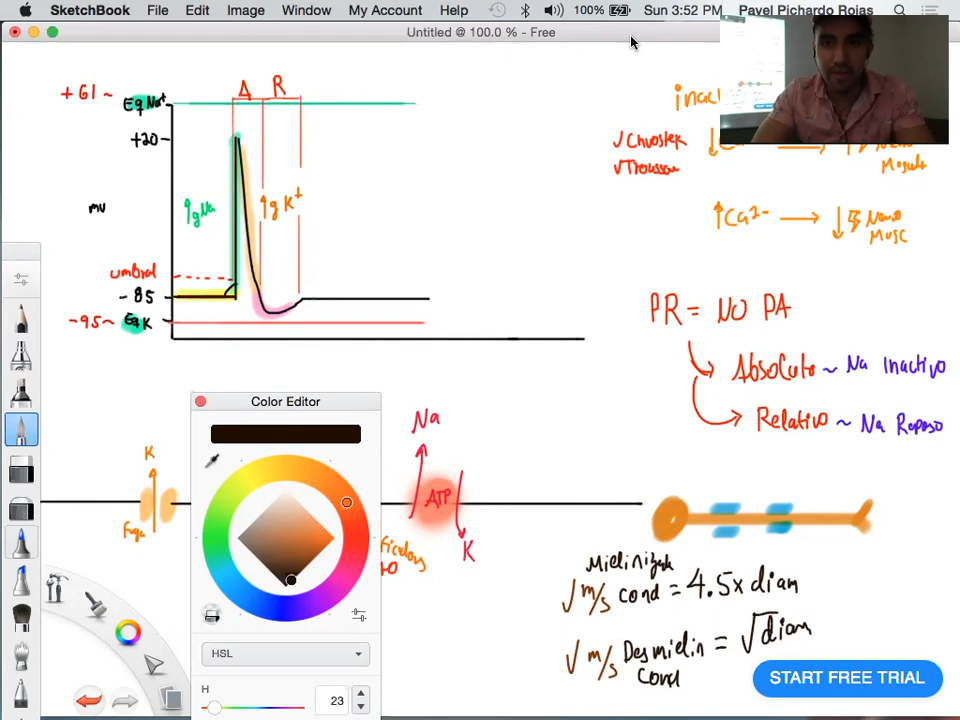 SketchBook File Edit Image Window My Account Help 100% Sun 3:52 PM Pavel Pichardo Rojas
Untitled @ 100.0 % - Free
+61 ~ Eq Na+
Δ R
+20
mv
↑gNa
↑gK+
umbral
-85
-95~ Eq K
√Chvostek
√Trousseau
↑Ca2- → ↓
Musc
PR = NO PA
Absoluto ~ Na Inactivo
Relativo ~ Na Reposo
K
Fuga
Color Editor
HSL
H 23
Na
ATP
K
√m/s cond = 4.5x diam
√m/s Desmielin = √diam
Cond
START FREE TRIAL